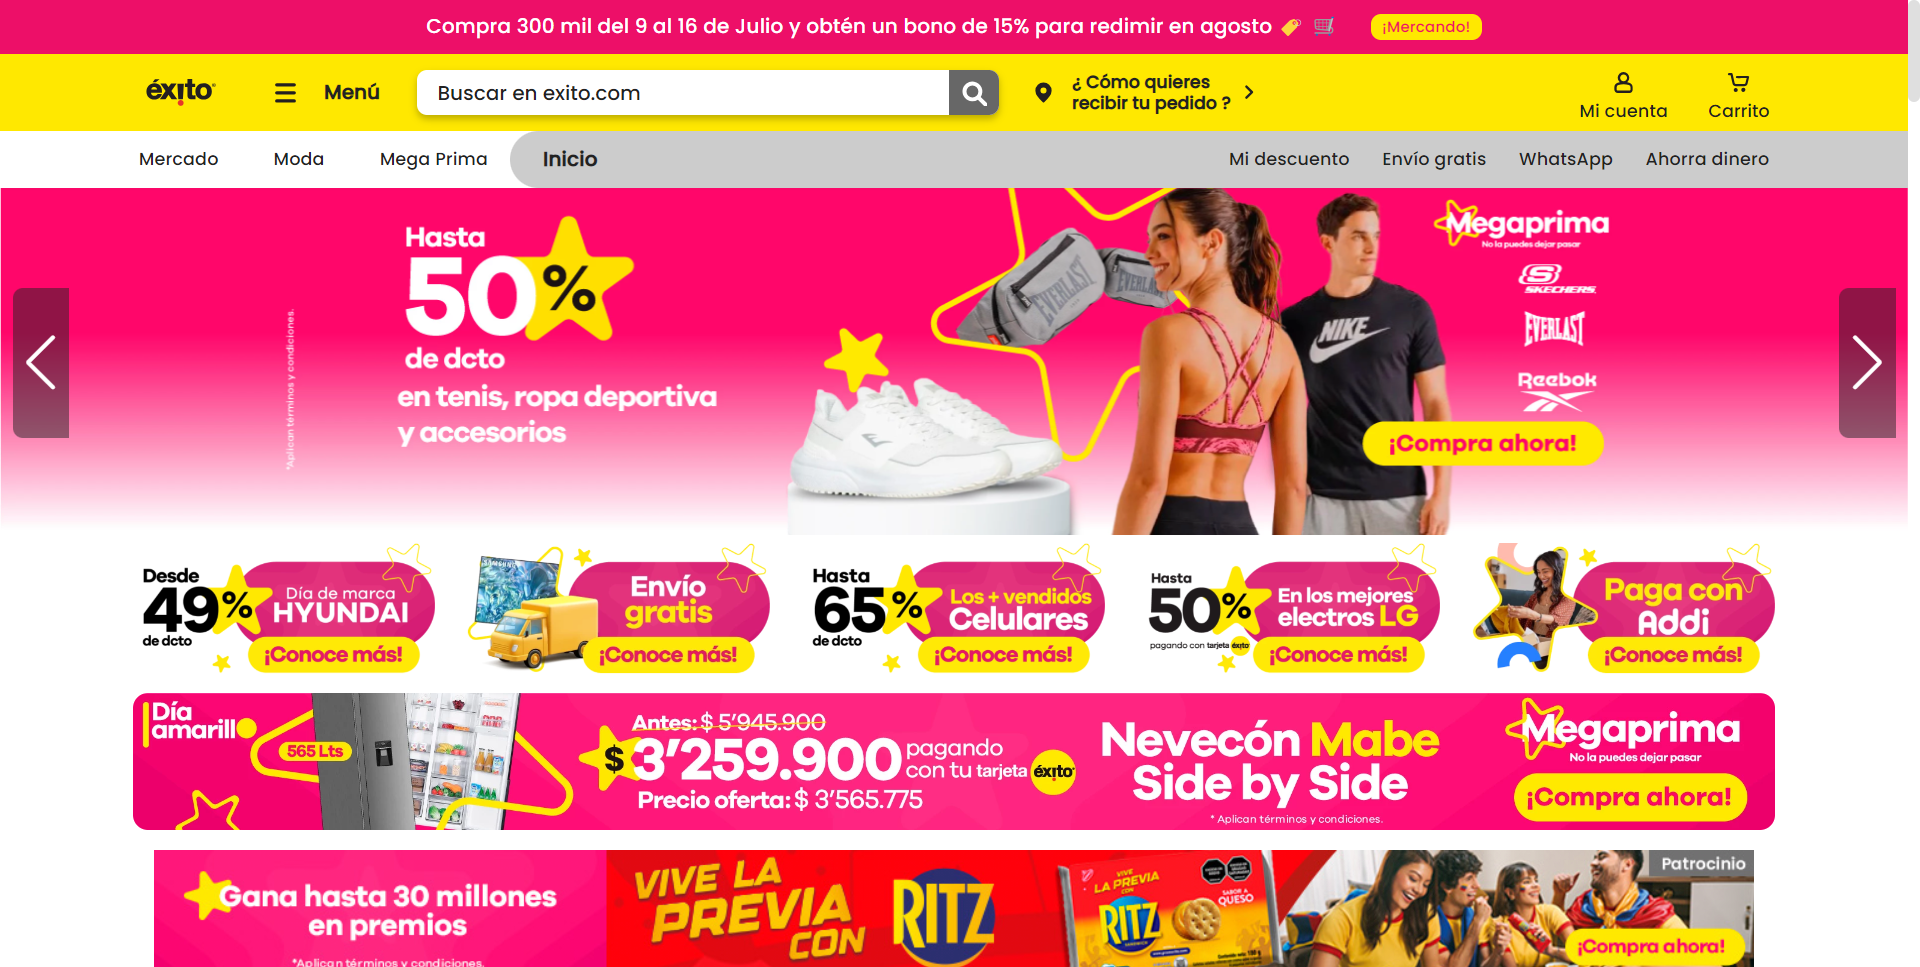 Compra 300 mil del 9 al 16 de Julio y obtén un bono de 15% para redimir en agosto
¡Mercando!
éxito
Menú
Buscar en exito.com
¿ Cómo quieres
recibir tu pedido ?
Mi cuenta
Carrito
Mercado
Moda
Mega Prima
Inicio
Mi descuento
Envío gratis
WhatsApp
Ahorra dinero
*Aplican términos y condiciones.
Hasta
50%
de dcto
en tenis, ropa deportiva
y accesorios
EVERLAST
EVERLAST
NIKE
Megaprima
No la puedes dejar pasar
SKECHERS
EVERLAST
Reebok
¡Compra ahora!
Desde
49%
de dcto
Día de marca
HYUNDAI
¡Conoce más!
SAMSUNG
Envío
gratis
¡Conoce más!
Hasta
65%
de dcto
Los + vendidos
Celulares
¡Conoce más!
Hasta
50%
pagando con tarjeta éxito
En los mejores
electros LG
¡Conoce más!
Paga con
Addi
¡Conoce más!
Día
amarillo
565 Lts
Antes: $ 5'945.900
$ 3'259.900
pagando
con tu tarjeta éxito
Precio oferta: $ 3'565.775
Nevecón Mabe
Side by Side
* Aplican términos y condiciones.
Megaprima
No la puedes dejar pasar
¡Compra ahora!
Gana hasta 30 millones
en premios
*Aplican términos y condiciones.
VIVE LA
PREVIA
CON
RITZ
VIVE
LA PREVIA
CON
RITZ
SABOR A
QUESO
Patrocinio
¡Compra ahora!